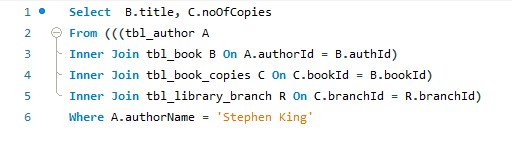 1 Select B.title, C.noOfCopies
2 From (((tbl_author A
3 Inner Join tbl_book B On A.authorId = B.authId)
4 Inner Join tbl_book_copies C On C.bookId = B.bookId)
5 Inner Join tbl_library_branch R On C.branchId = R.branchId)
6 Where A.authorName = 'Stephen King'